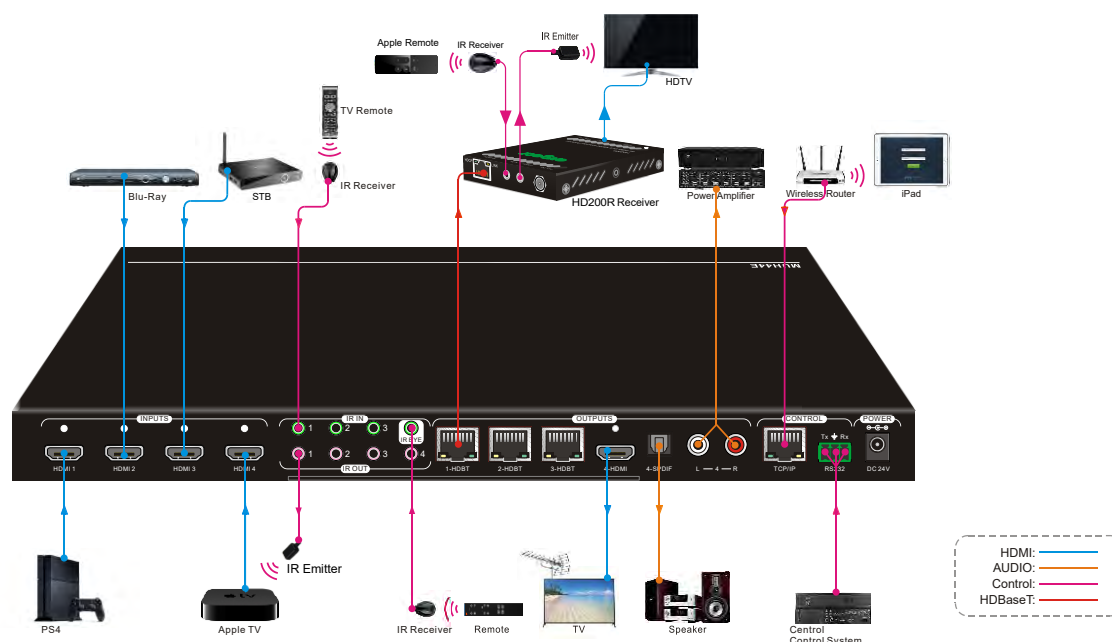 Apple Remote
IR Receiver
IR Emitter
HDTV
TV Remote
IR Receiver
Blu-Ray
STB
HD200R Receiver
Power Amplifier
Wireless Router
iPad
MUH44E
INPUTS
IR IN
OUTPUTS
CONTROL
POWER
1
2
3
IR EYE
Tx
Rx
1
2
3
4
HDMI 1
HDMI 2
HDMI 3
HDMI 4
IR OUT
1-HDBT
2-HDBT
3-HDBT
4-HDMI
4-SPDIF
L — 4 — R
TCP/IP
RS232
DC 24V
IR Emitter
tv
PS4
Apple TV
IR Receiver
Remote
TV
Speaker
Centrol
Control System
HDMI:
AUDIO:
Control:
HDBaseT: